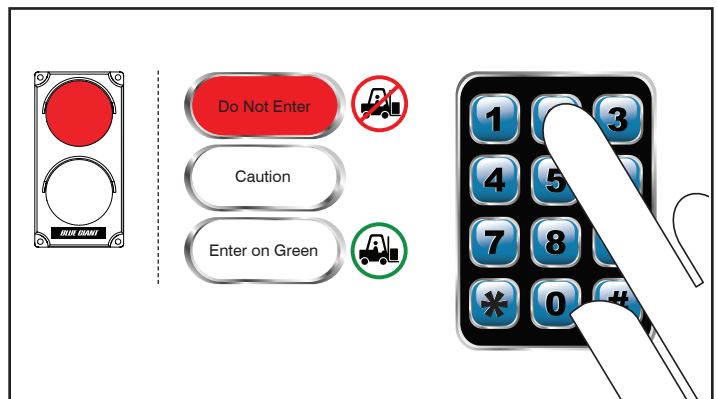 BLUE GIANT
Do Not Enter
Caution
Enter on Green
1 3
4 5
7 8
* 0 #